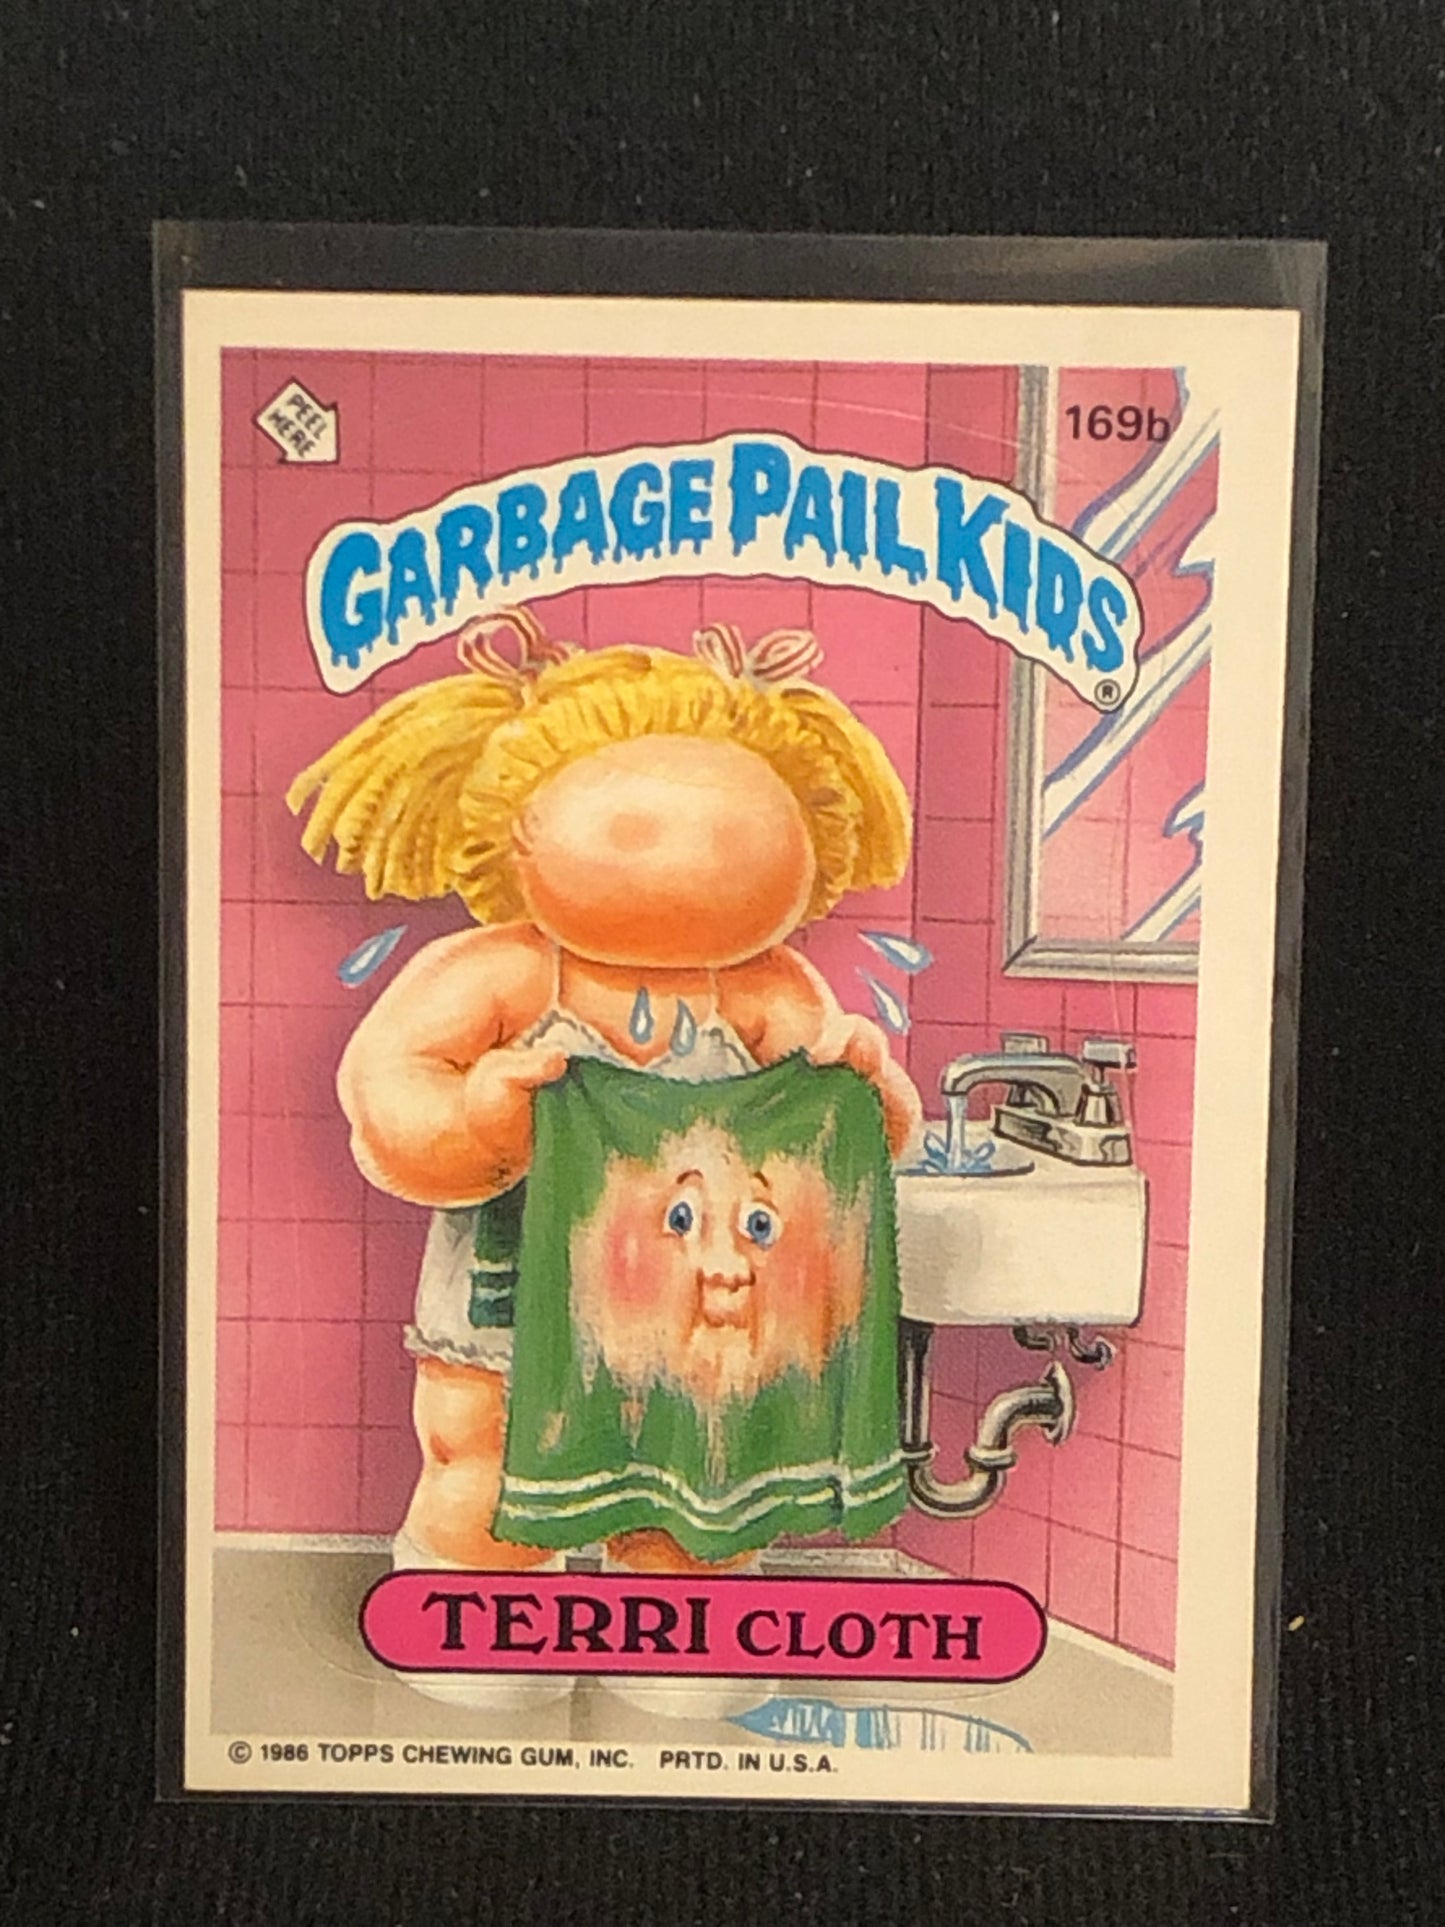 PEEL
HERE
169b
GARBAGE PAIL KIDS
®
TERRI CLOTH
© 1986 TOPPS CHEWING GUM, INC. PRTD. IN U.S.A.